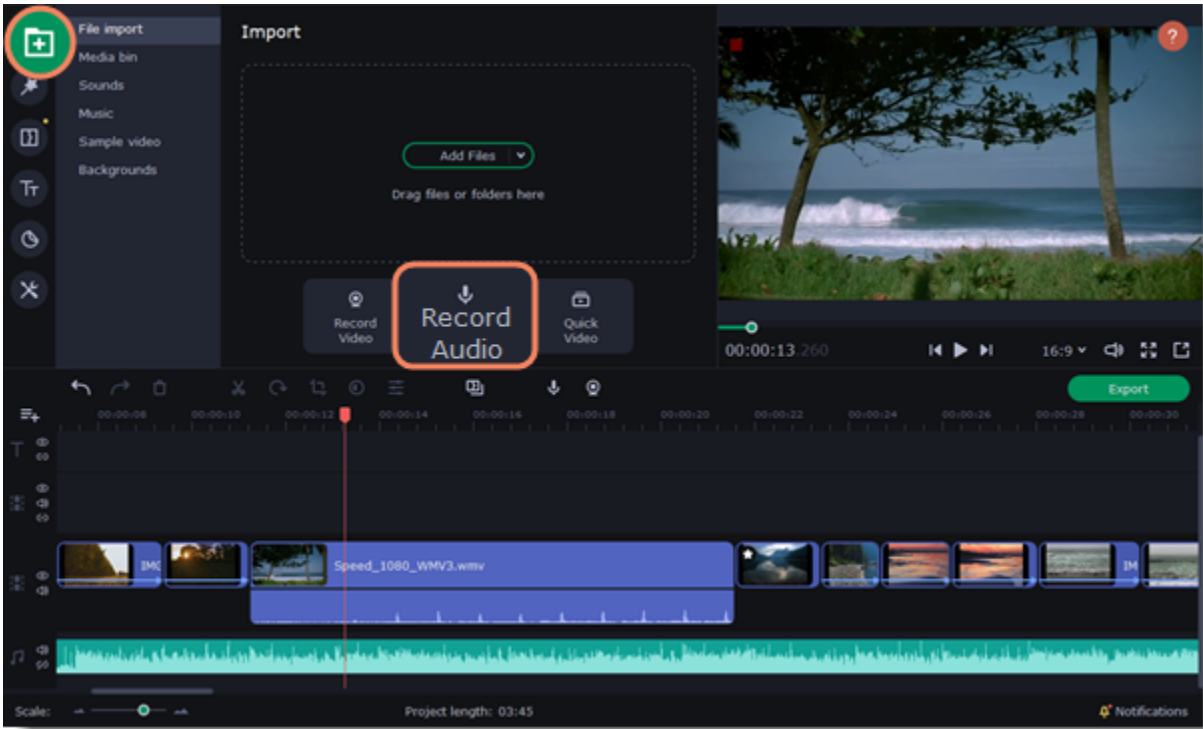 File import
Import
Media bin
Sounds
Music
Sample video
Backgrounds
Add Files
Drag files or folders here
Record
Video
Record
Audio
Quick
Video
?
00:00:13.260
16:9
Export
00:00:08 00:00:10 00:00:12 00:00:14 00:00:16 00:00:18 00:00:20 00:00:22 00:00:24 00:00:26 00:00:28 00:00:30
IMG
Speed_1080_WMV3.wmv
IM
Scale:
Project length: 03:45
Notifications